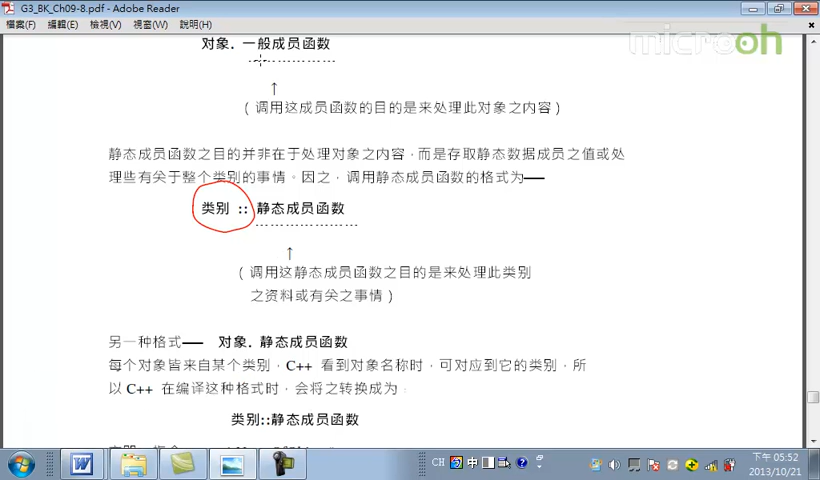 G3_BK_Ch09-8.pdf - Adobe Reader
檔案(F) 編輯(E) 檢視(V) 視窗(W) 說明(H)
microoh
对象. 一般成员函数
↑
( 调用这成员函数的目的是来处理此对象之内容 )
静态成员函数之目的并非在于处理对象之内容，而是存取静态数据成员之值或处
理些有关于整个类别的事情。因之，调用静态成员函数的格式为——
类别 :: 静态成员函数
↑
( 调用这静态成员函数之目的是来处理此类别
之资料或有关之事情 )
另一种格式—— 对象. 静态成员函数
每个对象皆来自某个类别，C++ 看到对象名称时，可对应到它的类别，所
以 C++ 在编译这种格式时，会将之转换成为：
类别::静态成员函数
CH 中
下午 05:52
2013/10/21